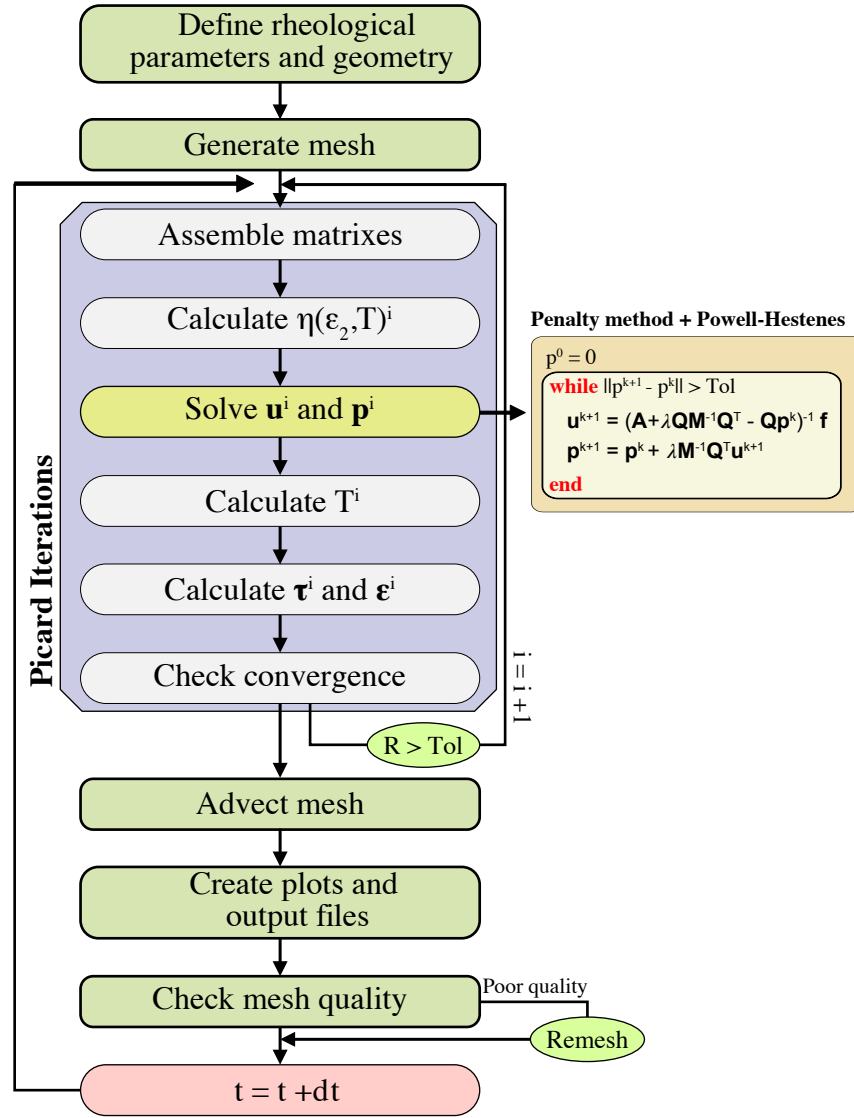 Define rheological
parameters and geometry
Generate mesh
Picard Iterations
Assemble matrixes
Calculate η(ε₂,T)ⁱ
Solve uⁱ and pⁱ
Calculate Tⁱ
Calculate τⁱ and εⁱ
Check convergence
R > Tol
i = i +1
Penalty method + Powell-Hestenes
p⁰ = 0
while ||pᵏ⁺¹ - pᵏ|| > Tol
uᵏ⁺¹ = (A+λQM⁻¹Qᵀ - Qpᵏ)⁻¹ f
pᵏ⁺¹ = pᵏ + λM⁻¹Qᵀuᵏ⁺¹
end
Advect mesh
Create plots and
output files
Check mesh quality
Poor quality
Remesh
t = t +dt